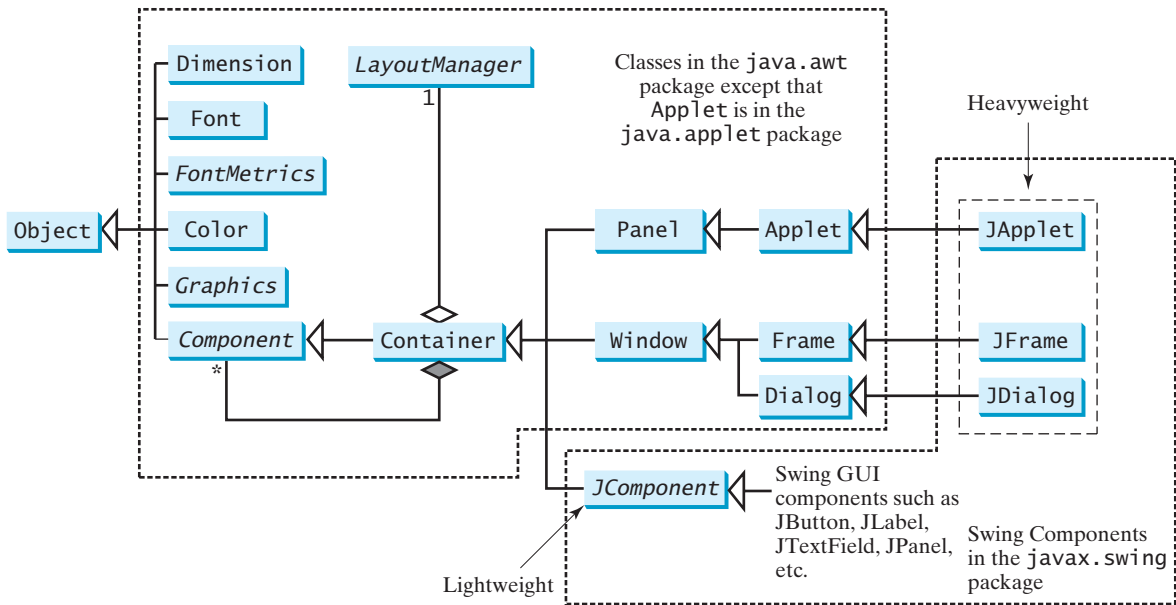 Dimension
LayoutManager
1
Classes in the java.awt
package except that
Applet is in the
java.applet package
Heavyweight
Font
FontMetrics
Object
Color
Panel
Applet
JApplet
Graphics
Component
*
Container
Window
Frame
JFrame
Dialog
JDialog
JComponent
Swing GUI
components such as
JButton, JLabel,
JTextField, JPanel,
etc.
Lightweight
Swing Components
in the javax.swing
package